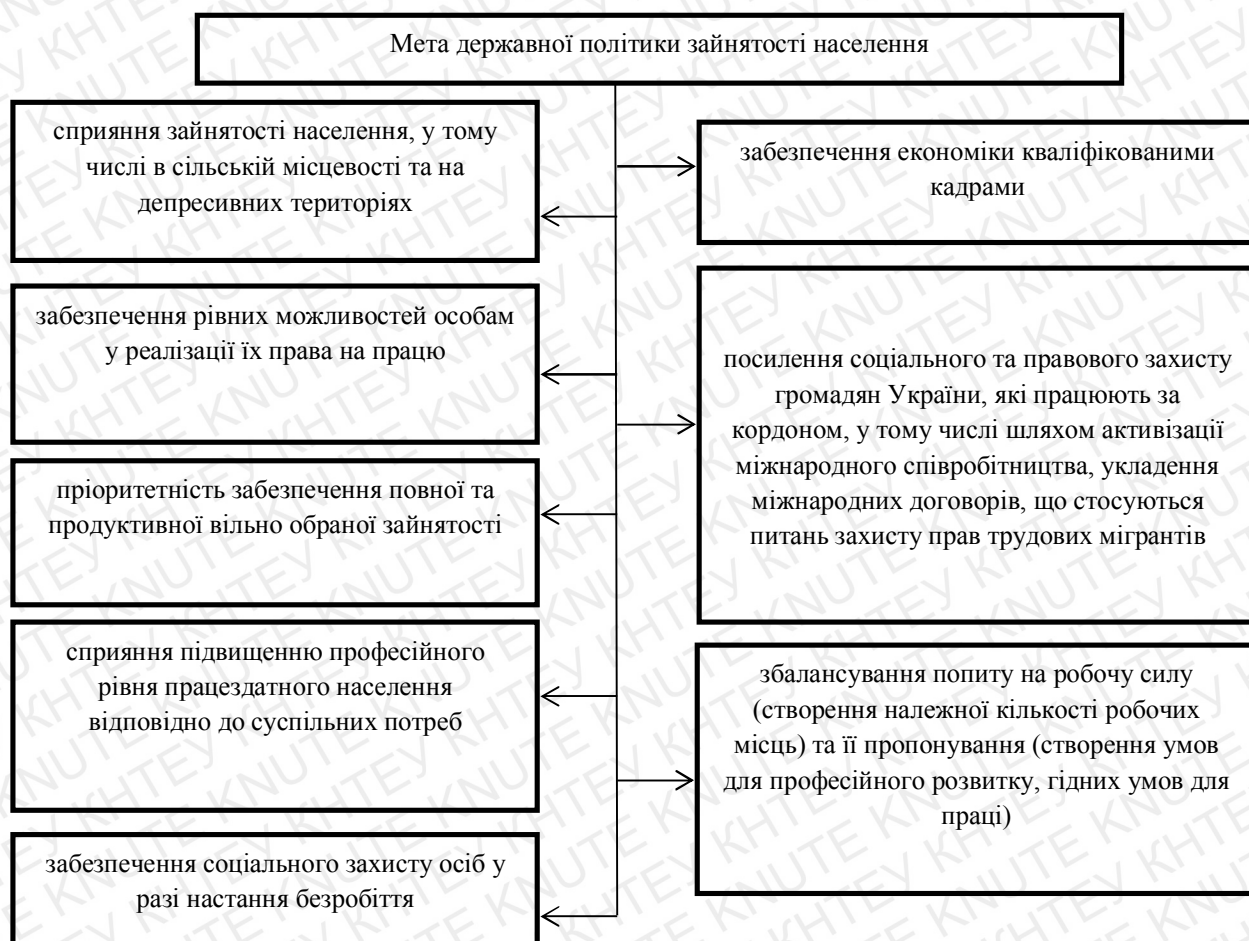 Мета державної політики зайнятості населення
сприяння зайнятості населення, у тому
числі в сільській місцевості та на
депресивних територіях
забезпечення рівних можливостей особам
у реалізації їх права на працю
пріоритетність забезпечення повної та
продуктивної вільно обраної зайнятості
сприяння підвищенню професійного
рівня працездатного населення
відповідно до суспільних потреб
забезпечення соціального захисту осіб у
разі настання безробіття
забезпечення економіки кваліфікованими
кадрами
посилення соціального та правового захисту
громадян України, які працюють за
кордоном, у тому числі шляхом активізації
міжнародного співробітництва, укладення
міжнародних договорів, що стосуються
питань захисту прав трудових мігрантів
збалансування попиту на робочу силу
(створення належної кількості робочих
місць) та її пропонування (створення умов
для професійного розвитку, гідних умов для
праці)